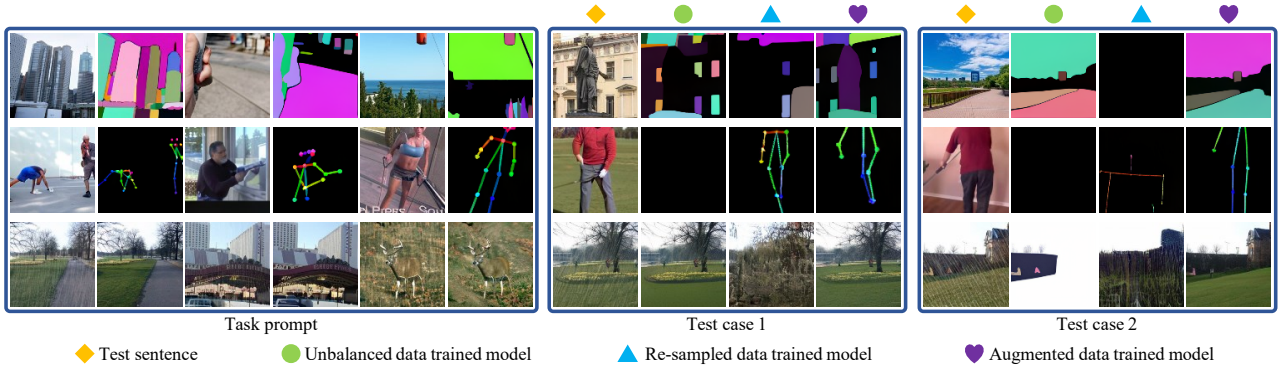 Task prompt
Test case 1
Test case 2
Test sentence
Unbalanced data trained model
Re-sampled data trained model
Augmented data trained model